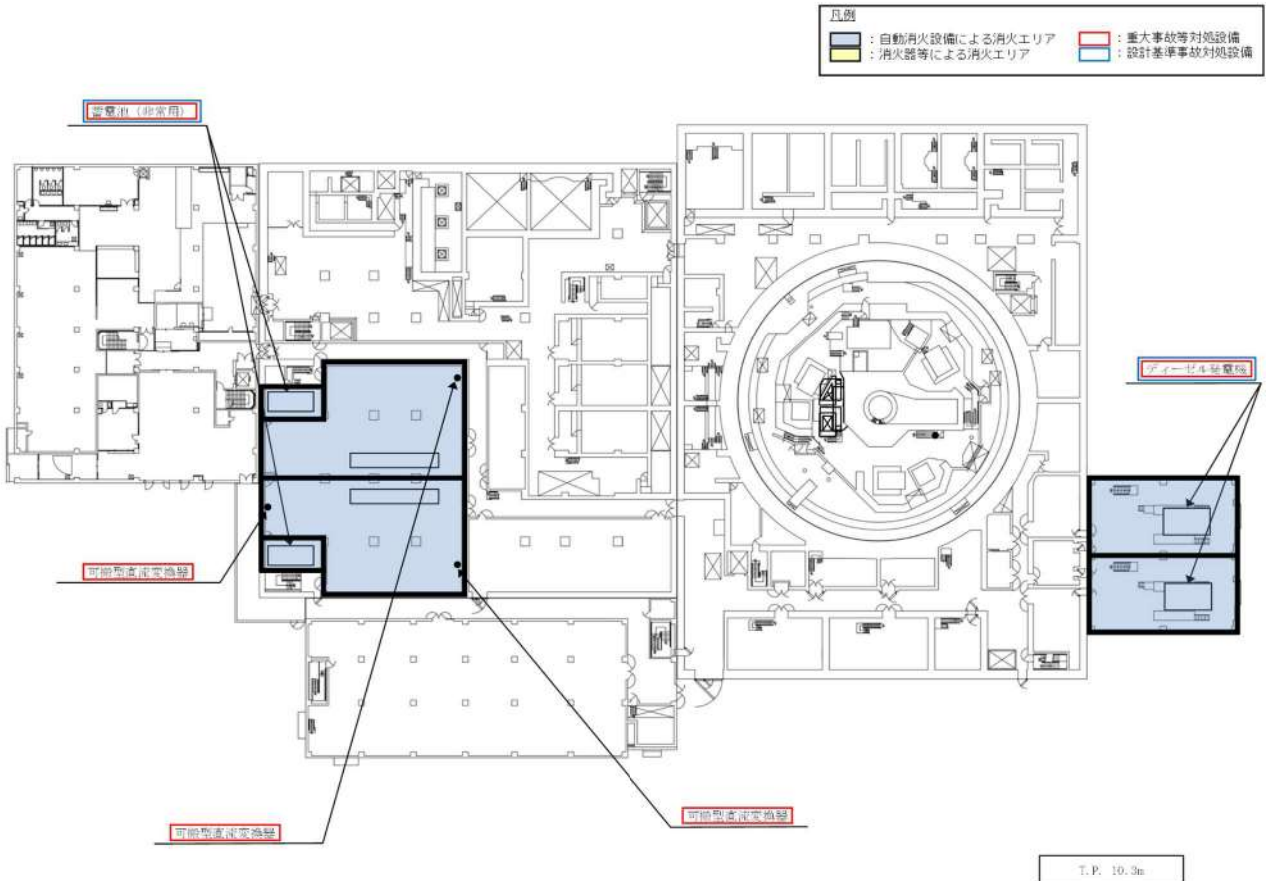 凡例
：自動消火設備による消火エリア
：消火器等による消火エリア
：重大事故等対処設備
：設計基準事故対処設備
蓄電池（非常用）
ディーゼル発電機
可搬型直流変換器
可搬型直流変換器
可搬型直流変換器
T.P. 10.3m